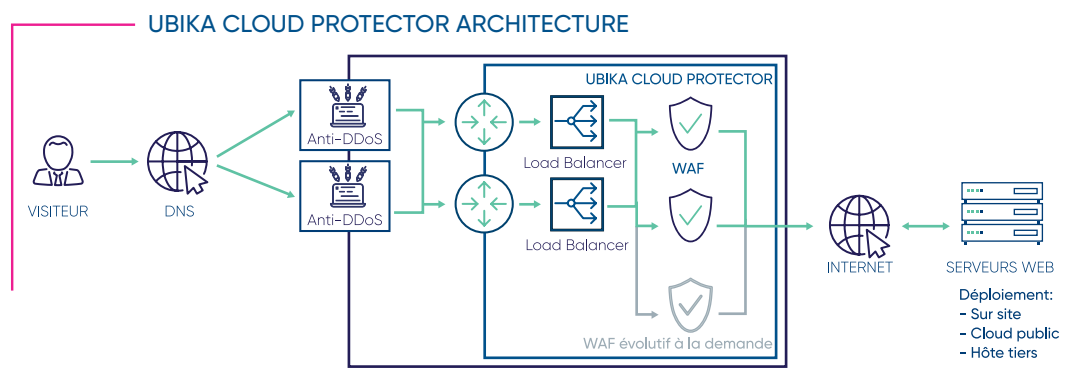 UBIKA CLOUD PROTECTOR ARCHITECTURE
UBIKA CLOUD PROTECTOR
Anti-DDoS
Load Balancer
WAF
VISITEUR
DNS
Anti-DDoS
Load Balancer
INTERNET
SERVEURS WEB
Déploiement:
- Sur site
- Cloud public
- Hôte tiers
WAF évolutif à la demande